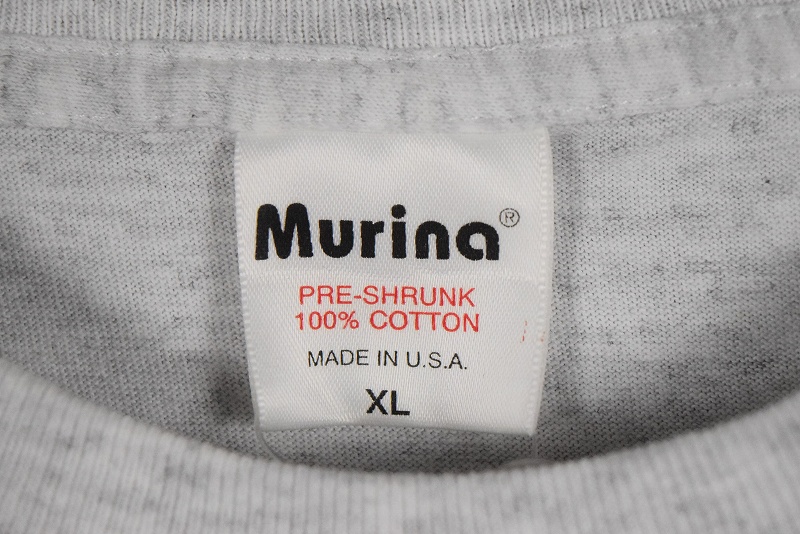 Murina®
PRE-SHRUNK
100% COTTON
MADE IN U.S.A.
XL